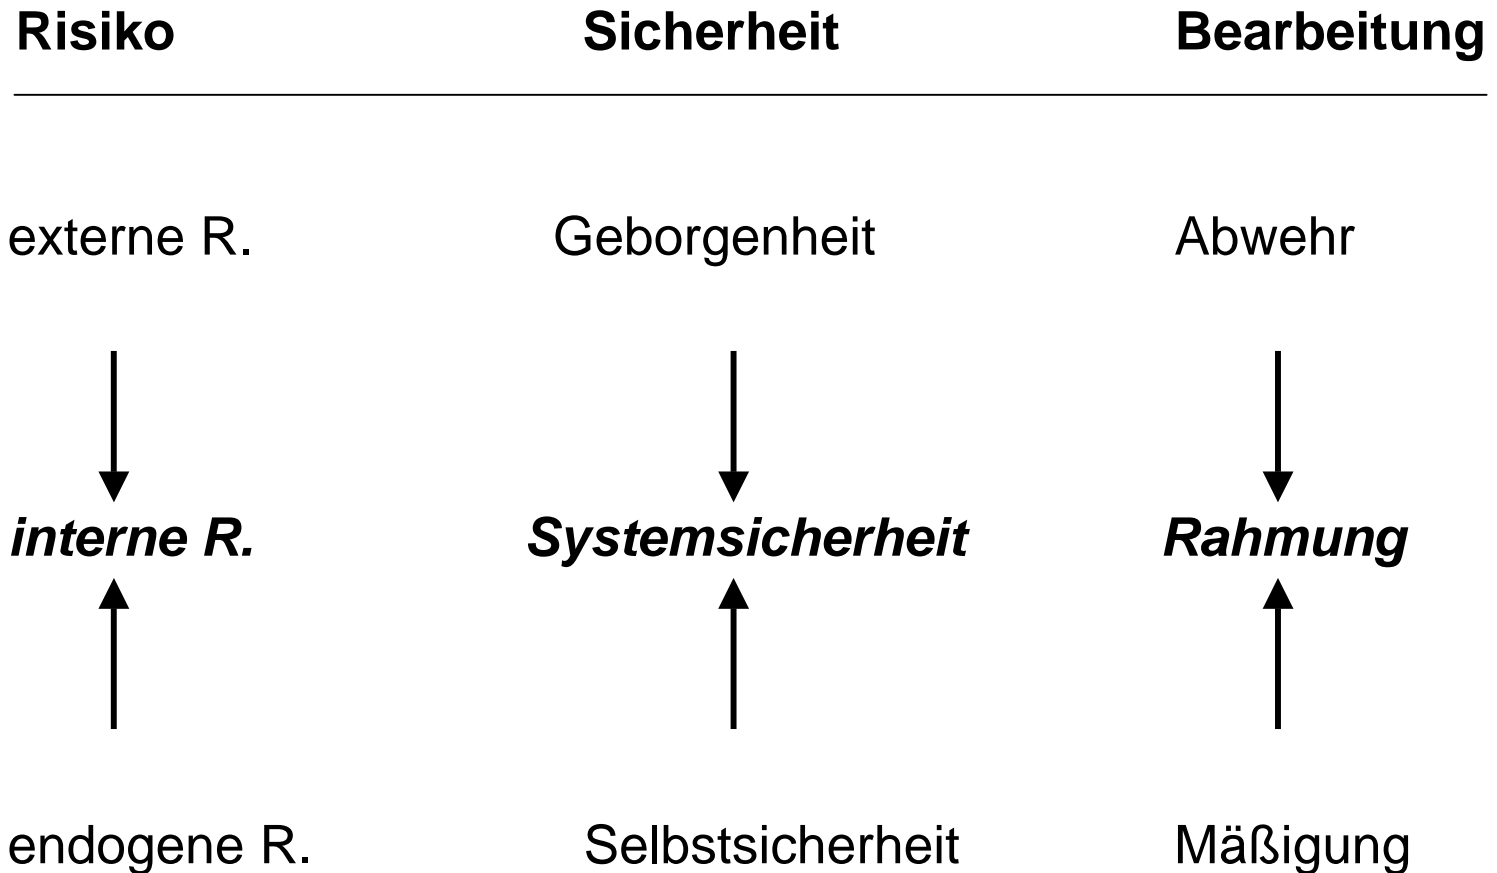 Risiko Sicherheit Bearbeitung
externe R. Geborgenheit Abwehr
interne R. Systemsicherheit Rahmung
endogene R. Selbstsicherheit Mäßigung